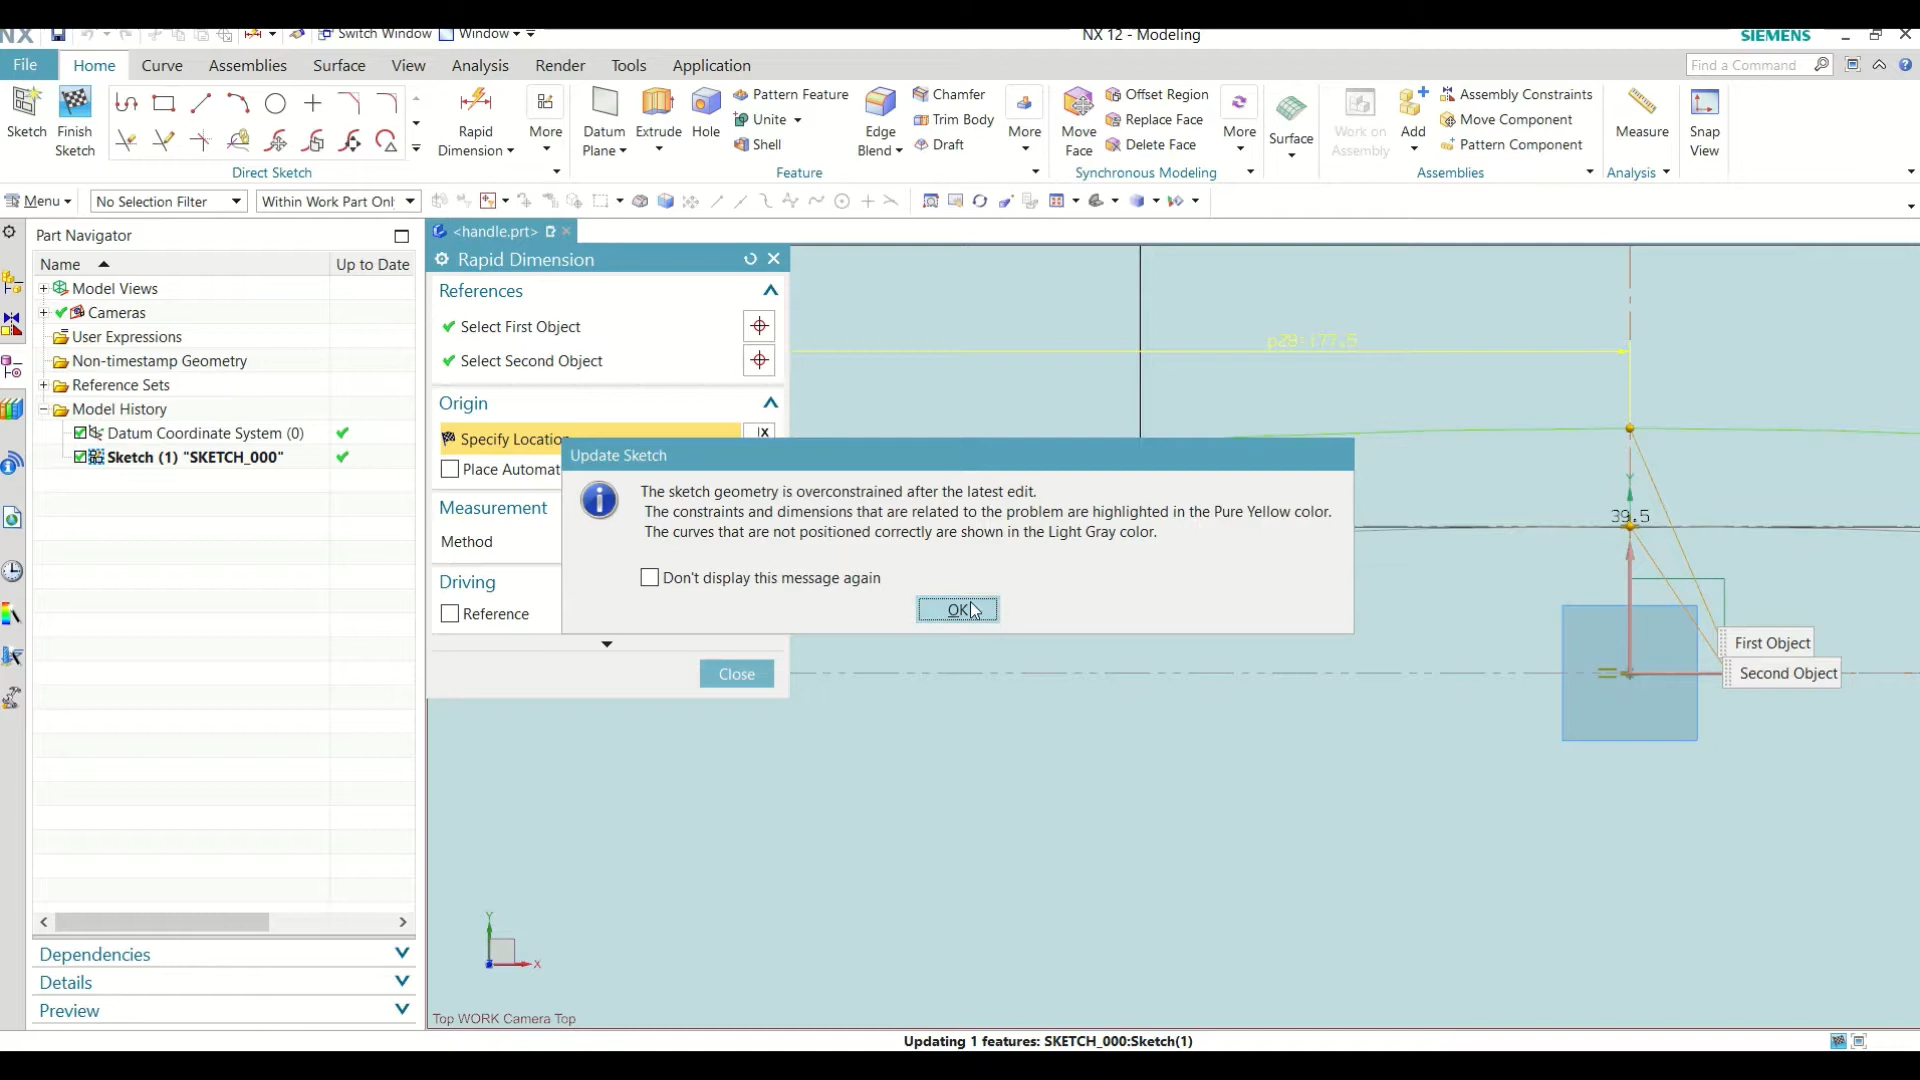 NX
Switch Window
Window
NX 12 - Modeling
SIEMENS
File
Home
Curve
Assemblies
Surface
View
Analysis
Render
Tools
Application
Find a Command
Sketch
Finish
Sketch
Direct Sketch
Rapid
Dimension
More
Datum
Plane
Extrude
Hole
Pattern Feature
Unite
Shell
Edge
Blend
Chamfer
Trim Body
Draft
More
Feature
Move
Face
Offset Region
Replace Face
Delete Face
More
Synchronous Modeling
Surface
Work on
Assembly
Add
Assembly Constraints
Move Component
Pattern Component
Assemblies
Measure
Analysis
Snap
View
Menu
No Selection Filter
Within Work Part Onl
Part Navigator
Name
Up to Date
Model Views
Cameras
User Expressions
Non-timestamp Geometry
Reference Sets
Model History
Datum Coordinate System (0)
Sketch (1) "SKETCH_000"
Dependencies
Details
Preview
<handle.prt>
Rapid Dimension
References
Select First Object
Select Second Object
Origin
Specify Location
Place Automat
Measurement
Method
Driving
Reference
Close
Update Sketch
The sketch geometry is overconstrained after the latest edit.
The constraints and dimensions that are related to the problem are highlighted in the Pure Yellow color.
The curves that are not positioned correctly are shown in the Light Gray color.
Don't display this message again
OK
p29:177.5
39.5
Y
First Object
Second Object
Y
X
Top WORK Camera Top
Updating 1 features: SKETCH_000:Sketch(1)